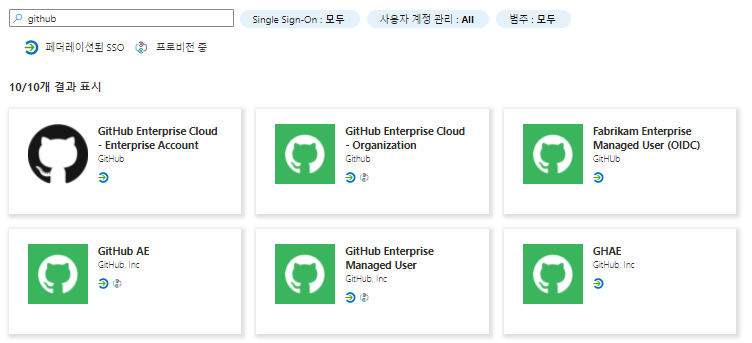 github
Single Sign-On : 모두
사용자 계정 관리 : All
범주 : 모두
페더레이션된 SSO
프로비전 중
10/10개 결과 표시
GitHub Enterprise Cloud
- Enterprise Account
GitHub
GitHub Enterprise Cloud
- Organization
Github
Fabrikam Enterprise
Managed User (OIDC)
GitHUb
GitHub AE
GitHub, Inc
GitHub Enterprise
Managed User
GitHub, Inc
GHAE
GitHub, Inc